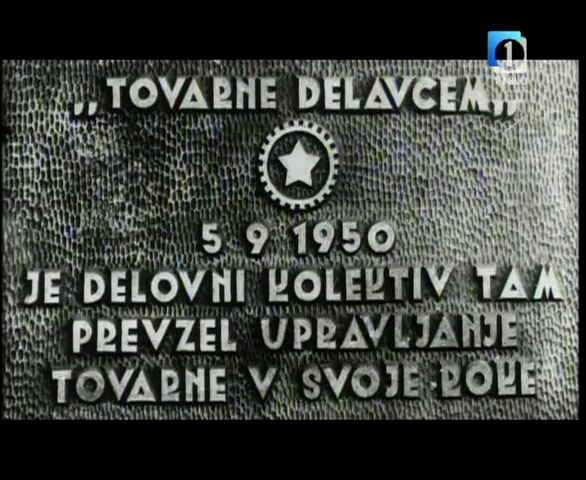 „TOVARNE DELAVCEM„
5 9 1950
JE DELOVNI KOLEKTIV TAM
PREVZEL UPRAVLJANJE
TOVARNE V SVOJE ROKE
1